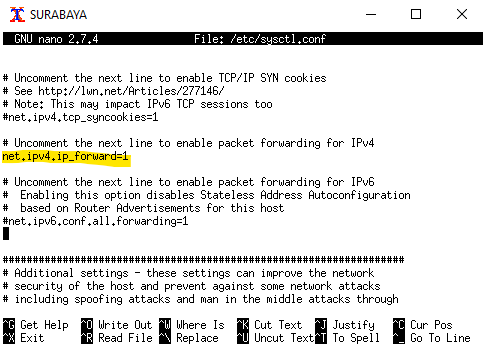 SURABAYA
GNU nano 2.7.4 File: /etc/sysctl.conf
# Uncomment the next line to enable TCP/IP SYN cookies
# See http://lwn.net/Articles/277146/
# Note: This may impact IPv6 TCP sessions too
#net.ipv4.tcp_syncookies=1
# Uncomment the next line to enable packet forwarding for IPv4
net.ipv4.ip_forward=1
# Uncomment the next line to enable packet forwarding for IPv6
#  Enabling this option disables Stateless Address Autoconfiguration
#  based on Router Advertisements for this host
#net.ipv6.conf.all.forwarding=1
###################################################################
# Additional settings - these settings can improve the network
# security of the host and prevent against some network attacks
# including spoofing attacks and man in the middle attacks through
^G Get Help ^O Write Out ^W Where Is ^K Cut Text ^J Justify ^C Cur Pos
^X Exit ^R Read File ^\ Replace ^U Uncut Text ^T To Spell ^_ Go To Line